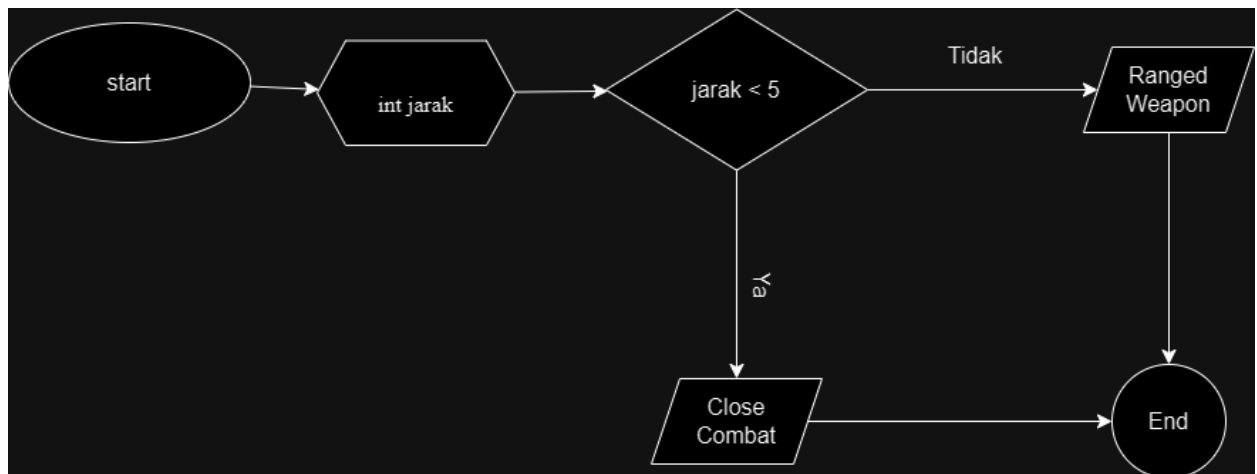 start
int jarak
jarak < 5
Tidak
Ranged
Weapon
Ya
Close
Combat
End